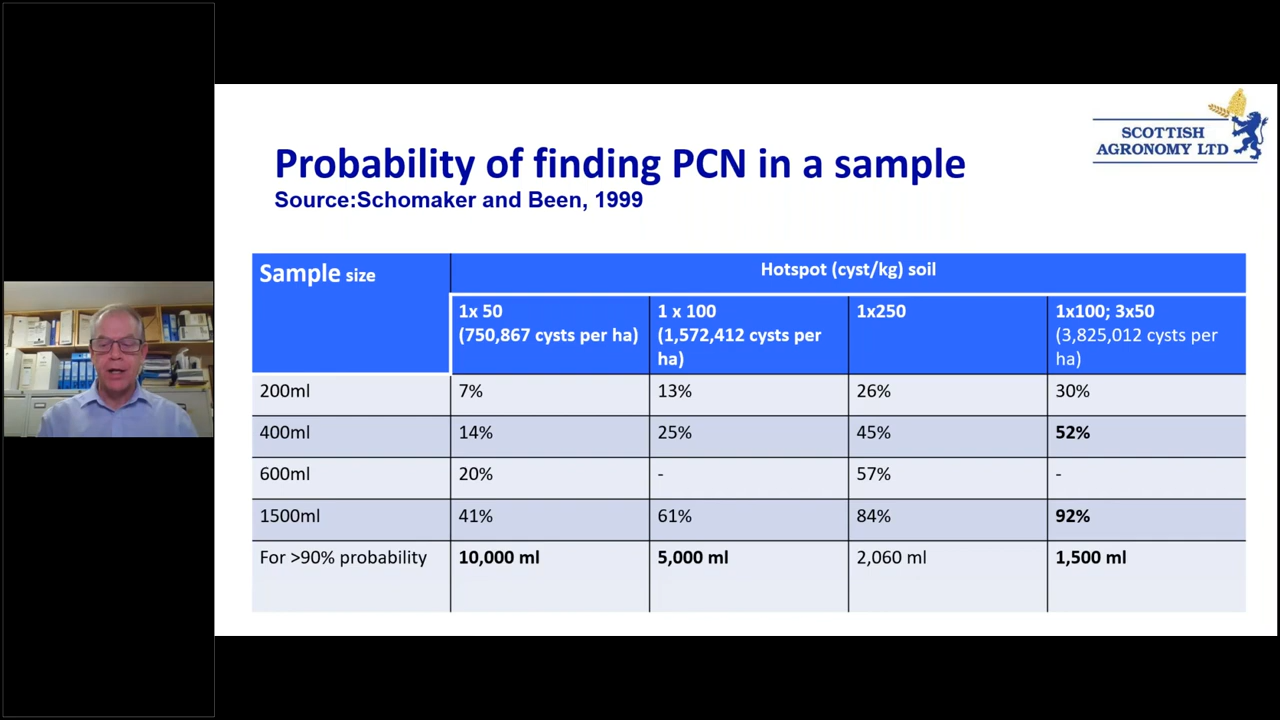 SCOTTISH
AGRONOMY LTD
Probability of finding PCN in a sample
Source:Schomaker and Been, 1999
Sample size
Hotspot (cyst/kg) soil
1x 50
(750,867 cysts per ha)
1 x 100
(1,572,412 cysts per
ha)
1x250
1x100; 3x50
(3,825,012 cysts per
ha)
200ml 7% 13% 26% 30%
400ml 14% 25% 45% 52%
600ml 20% - 57% -
1500ml 41% 61% 84% 92%
For >90% probability 10,000 ml 5,000 ml 2,060 ml 1,500 ml